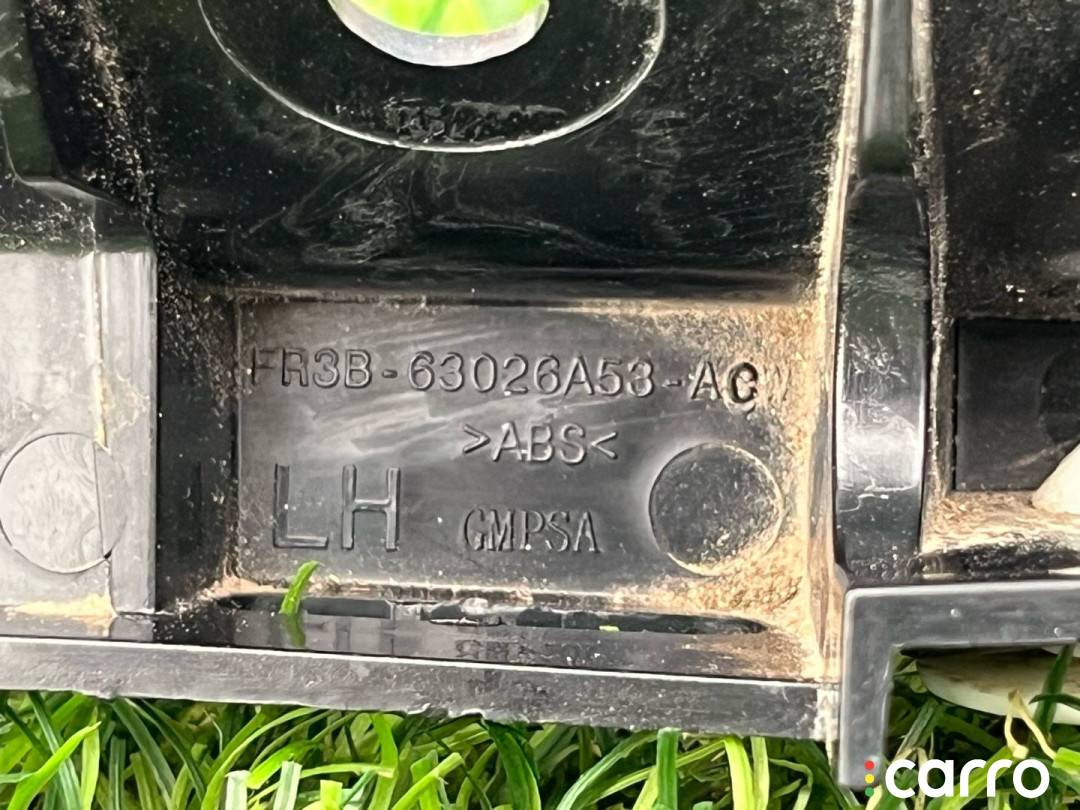 FR3B-63026A53-AC
>ABS<
LH
GMPSA
carro